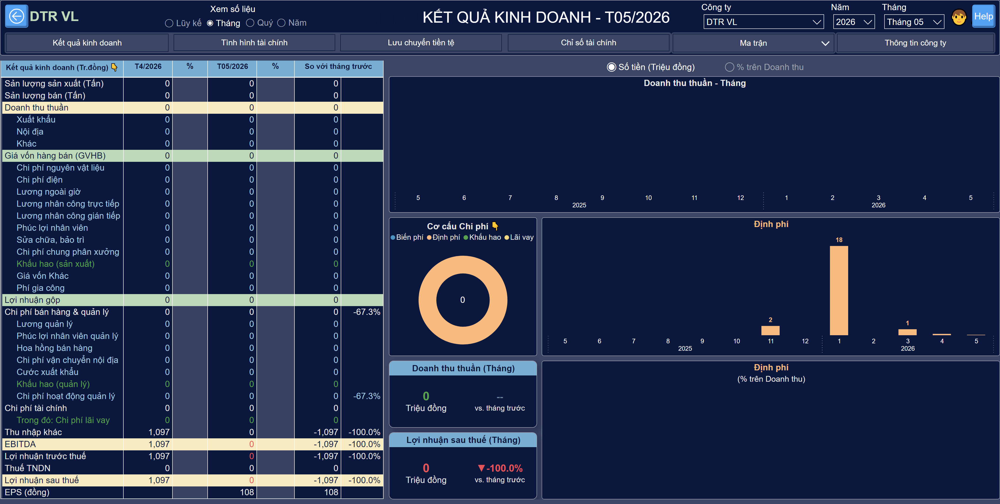 DTR VL
Xem số liệu
Lũy kế Tháng Quý Năm
KẾT QUẢ KINH DOANH - T05/2026
Công ty Năm Tháng
DTR VL 2026 Tháng 05
Help
Kết quả kinh doanh Tình hình tài chính Lưu chuyển tiền tệ Chỉ số tài chính Ma trận Thông tin công ty
Kết quả kinh doanh (Tr.đồng) T4/2026 % T05/2026 % So với tháng trước
Sản lượng sản xuất (Tấn) 0 0 0
Sản lượng bán (Tấn) 0 0 0
Doanh thu thuần 0 0 0
Xuất khẩu 0 0 0
Nội địa 0 0 0
Khác 0 0 0
Giá vốn hàng bán (GVHB) 0 0 0
Chi phí nguyên vật liệu 0 0 0
Chi phí điện 0 0 0
Lương ngoài giờ 0 0 0
Lương nhân công trực tiếp 0 0 0
Lương nhân công gián tiếp 0 0 0
Phúc lợi nhân viên 0 0 0
Sửa chữa, bảo trì 0 0 0
Chi phí chung phân xưởng 0 0 0
Khấu hao (sản xuất) 0 0 0
Giá vốn Khác 0 0 0
Phí gia công 0 0 0
Lợi nhuận gộp 0 0 0
Chi phí bán hàng & quản lý 0 0 0 -67.3%
Lương quản lý 0 0 0
Phúc lợi nhân viên quản lý 0 0 0
Hoa hồng bán hàng 0 0 0
Chi phí vận chuyển nội địa 0 0 0
Cước xuất khẩu 0 0 0
Khấu hao (quản lý) 0 0 0
Chi phí hoạt động quản lý 0 0 0 -67.3%
Chi phí tài chính 0 0 0
Trong đó: Chi phí lãi vay 0 0 0
Thu nhập khác 1,097 0 -1,097 -100.0%
EBITDA 1,097 0 -1,097 -100.0%
Lợi nhuận trước thuế 1,097 0 -1,097 -100.0%
Thuế TNDN 0 0 0
Lợi nhuận sau thuế 1,097 0 -1,097 -100.0%
EPS (đồng) 108 108
Số tiền (Triệu đồng) % trên Doanh thu
Doanh thu thuần - Tháng
5 6 7 8 9 10 11 12 1 2 3 4 5
2025 2026
Cơ cấu Chi phí
Biến phí Định phí Khấu hao Lãi vay
0
Định phí
18
2
1
5 6 7 8 9 10 11 12 1 2 3 4 5
2025 2026
Doanh thu thuần (Tháng)
0 --
Triệu đồng vs. tháng trước
Lợi nhuận sau thuế (Tháng)
0 ▼-100.0%
Triệu đồng vs. tháng trước
Định phí
(% trên Doanh thu)